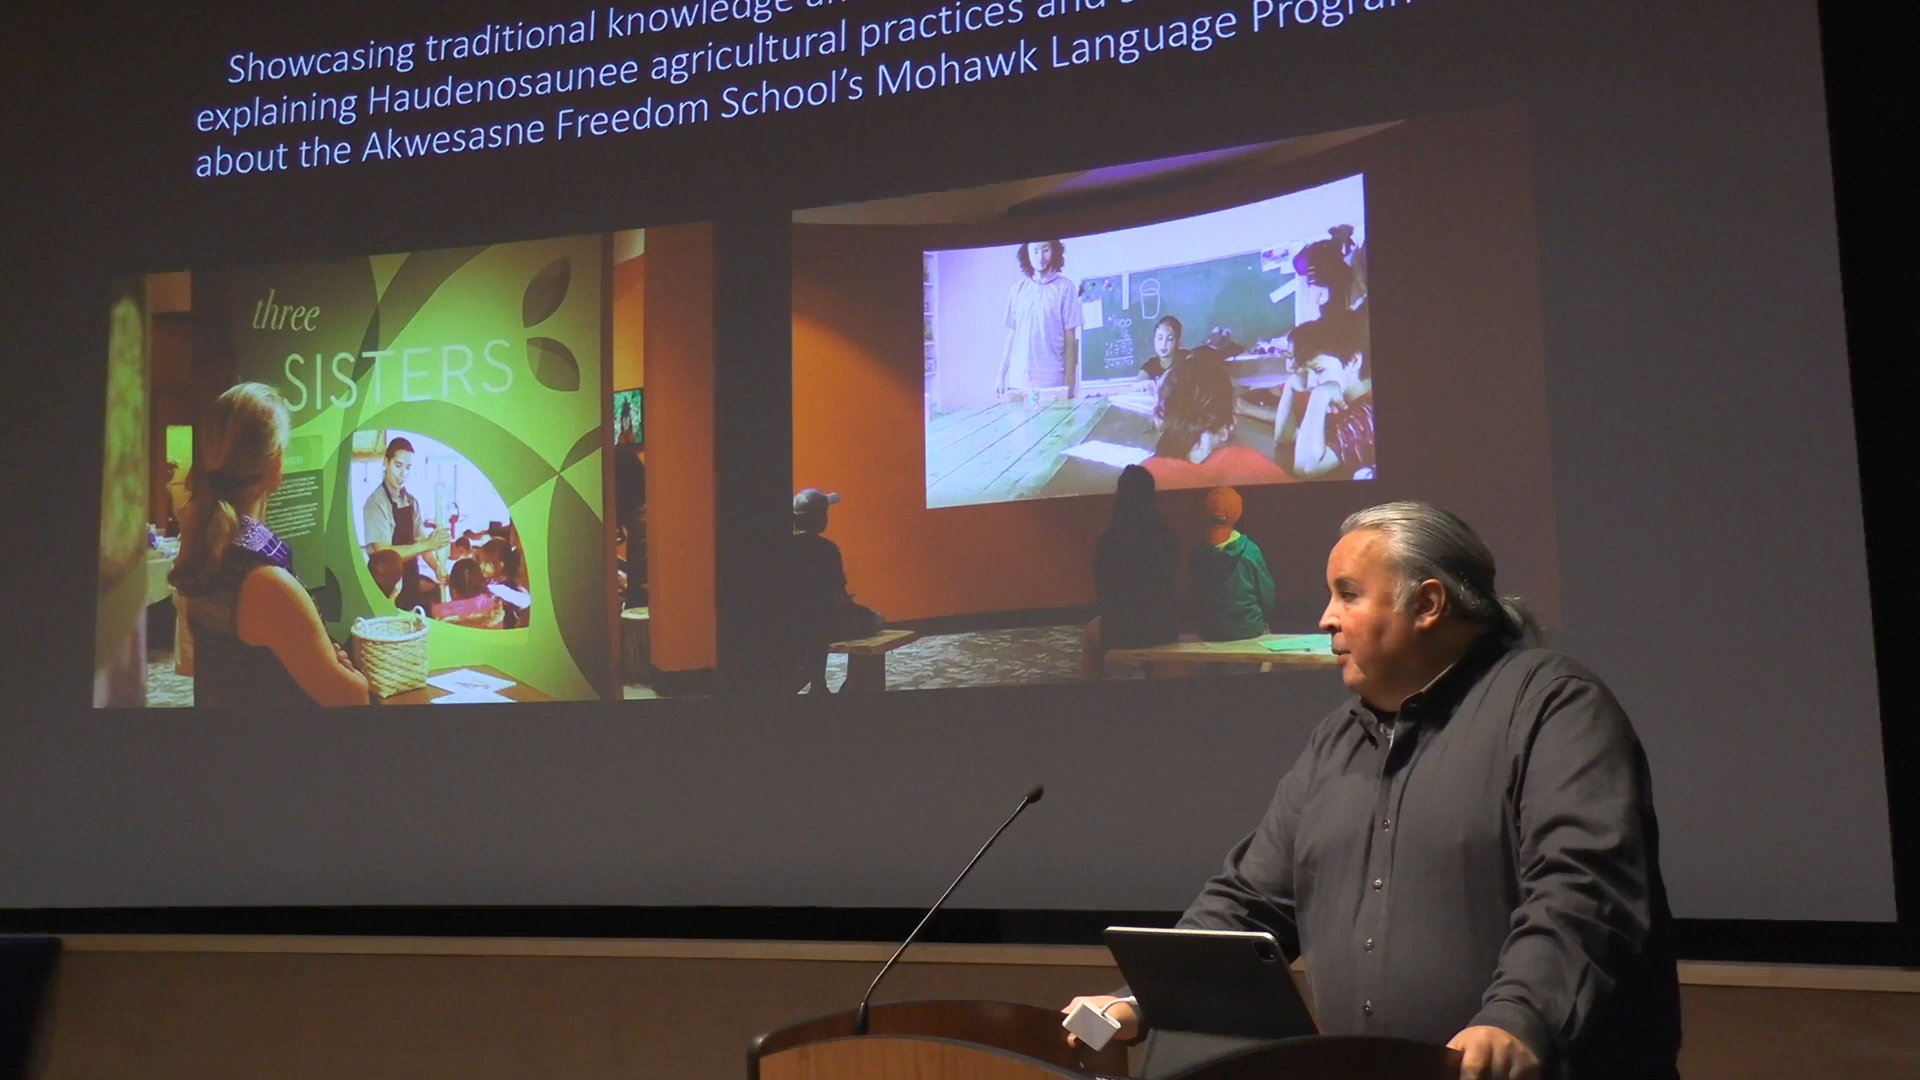 Showcasing traditional knowledge
explaining Haudenosaunee agricultural practices and
about the Akwesasne Freedom School's Mohawk Language Program
three
SISTERS